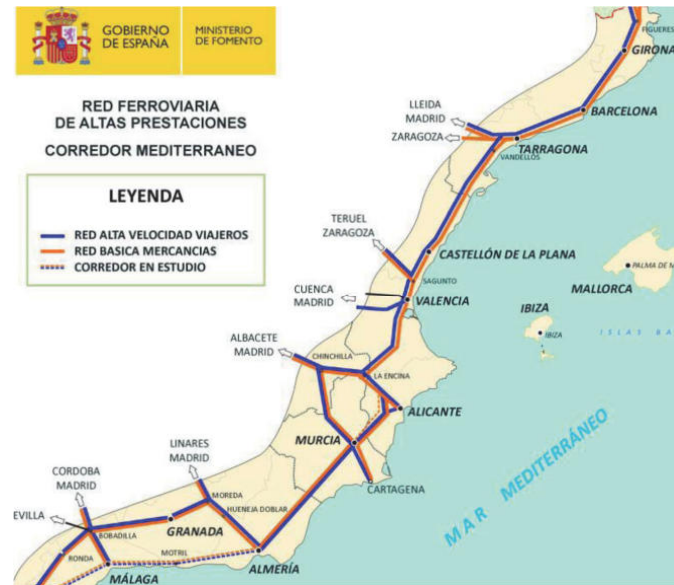 GOBIERNO
DE ESPAÑA
MINISTERIO
DE FOMENTO
RED FERROVIARIA
DE ALTAS PRESTACIONES
CORREDOR MEDITERRANEO
LEYENDA
RED ALTA VELOCIDAD VIAJEROS
RED BASICA MERCANCIAS
CORREDOR EN ESTUDIO
FIGUERES
GIRONA
BARCELONA
LLEIDA
MADRID
ZARAGOZA
TARRAGONA
VANDELLOS
TERUEL
ZARAGOZA
CASTELLÓN DE LA PLANA
SAGUNTO
CUENCA
MADRID
VALENCIA
PALMA DE M
MALLORCA
IBIZA
IBIZA
ISLAS BA
ALBACETE
MADRID
CHINCHILLA
LA ENCINA
ALICANTE
MURCIA
CARTAGENA
MAR MEDITERRÁNEO
LINARES
MADRID
CORDOBA
MADRID
MOREDA
HUENEJA DOBLAR
EVILLA
GRANADA
BOBADILLA
RONDA
MOTRIL
ALMERÍA
MÁLAGA